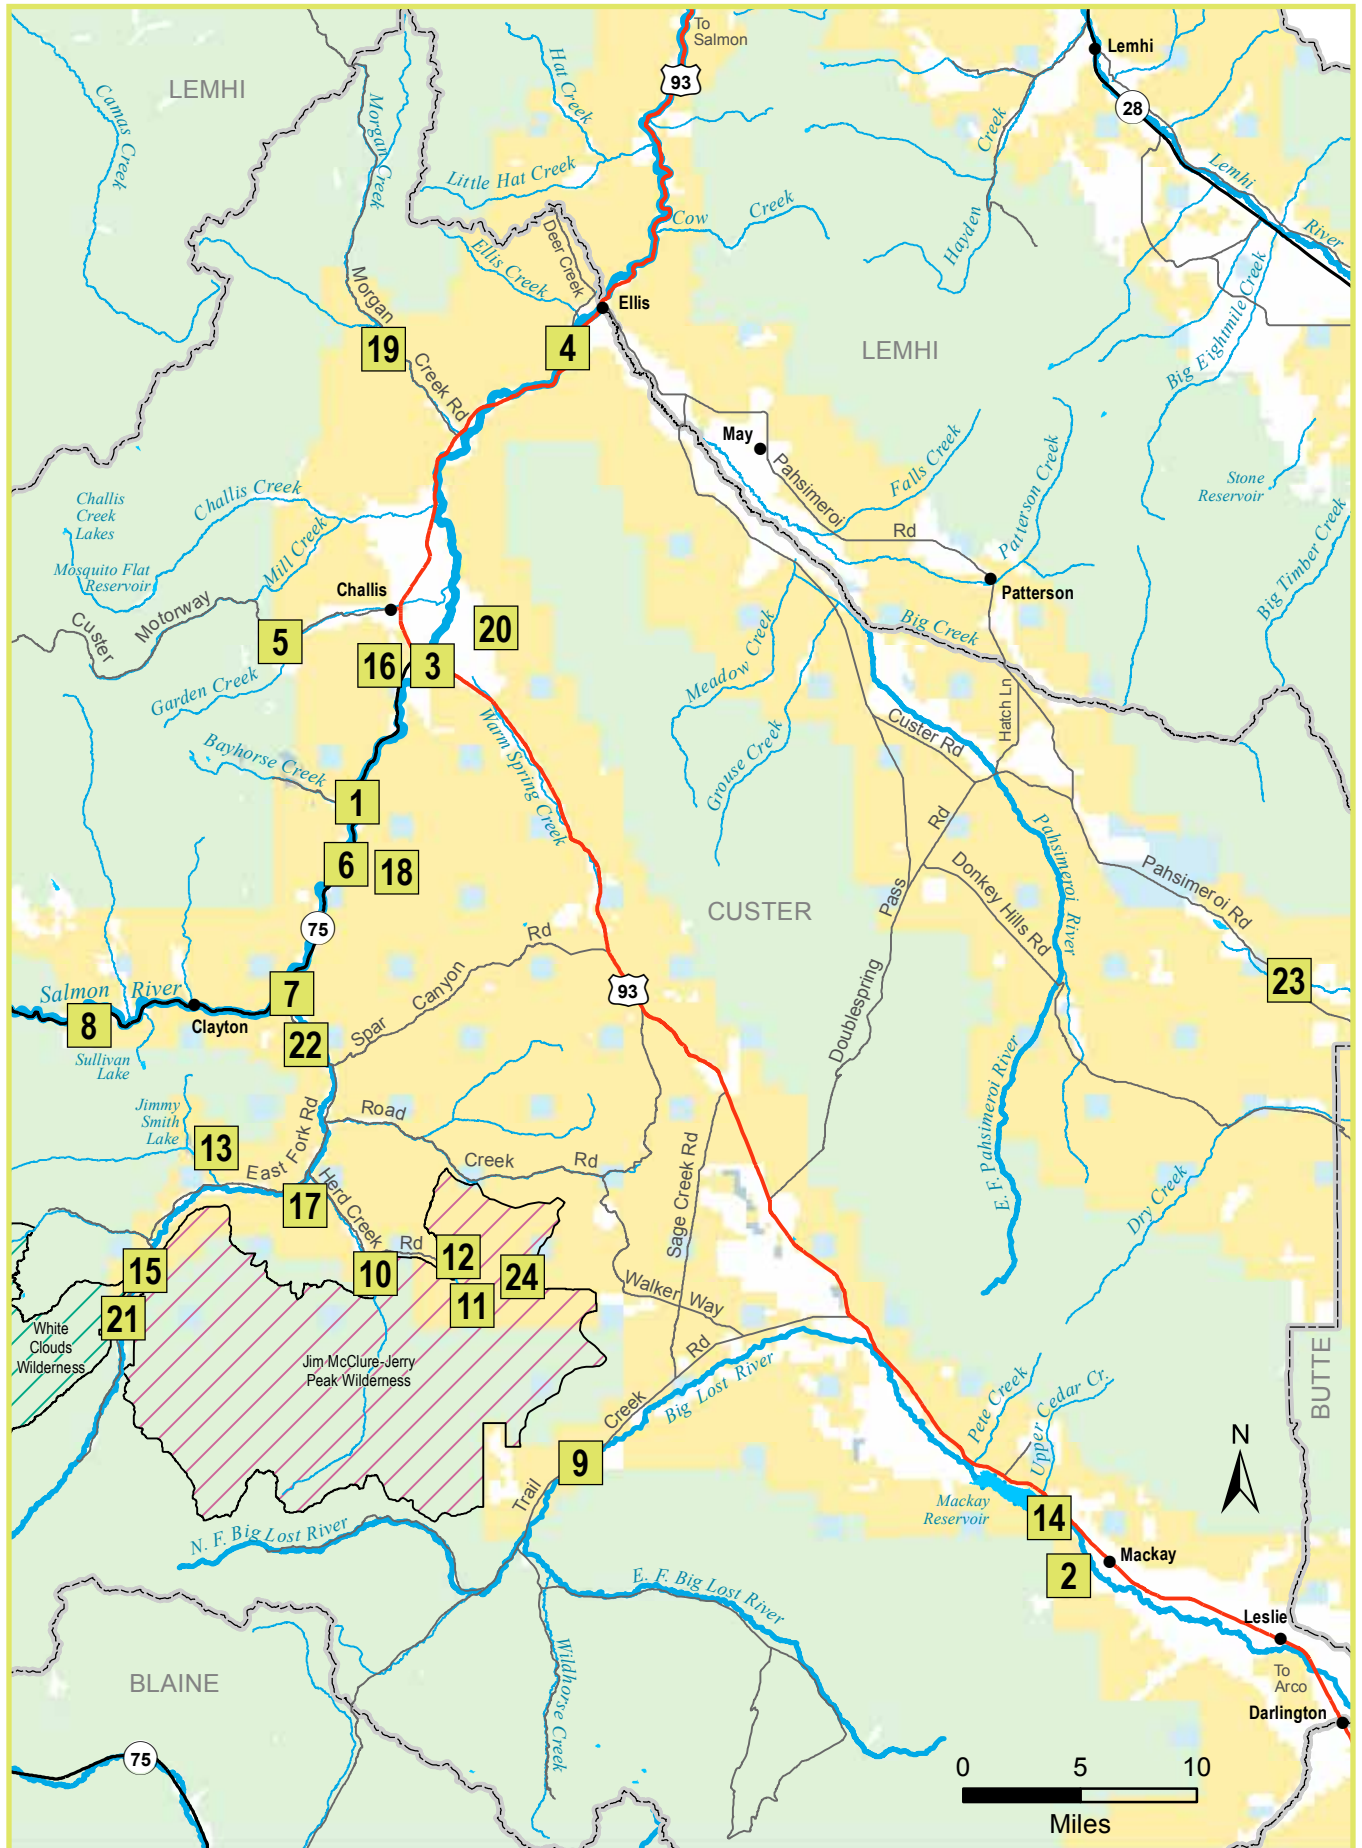 To
Salmon
93
Lemhi
28
LEMHI
Camas Creek
Morgan Creek
Hat Creek
Little Hat Creek
Cow Creek
Hayden Creek
Lemhi River
Ellis Creek
Deer Creek
Ellis
Big Eightmile Creek
LEMHI
4
19
Morgan Creek Rd
May
Pahsimeroi Rd
Falls Creek
Patterson Creek
Stone
Reservoir
Big Timber Creek
Challis
Creek
Lakes
Challis Creek
Mill Creek
Mosquito Flat
Reservoir
Custer Motorway
Challis
Patterson
5
20
16
3
Garden Creek
Big Creek
Meadow Creek
Grouse Creek
Hatch Ln
Custer Rd
Warm Spring Creek
Bayhorse Creek
1
6
18
75
CUSTER
Doublespring Pass Rd
Donkey Hills Rd
Pahsimeroi River
Pahsimeroi Rd
23
Spar Canyon Rd
93
7
Salmon River
8
Clayton
22
Sullivan
Lake
Jimmy
Smith
Lake
13
East Fork Rd
Road Creek Rd
17
Herd Creek Rd
Sage Creek Rd
E. F. Pahsimeroi River
Dry Creek
15
10
12
24
11
21
Walker Way
White
Clouds
Wilderness
Jim McClure-Jerry
Peak Wilderness
Trail Creek Rd
Big Lost River
9
Pete Creek
Upper Cedar Cr.
BUTTE
N
Mackay
Reservoir
14
2
Mackay
N. F. Big Lost River
E. F. Big Lost River
Wildhorse Creek
Leslie
To
Arco
Darlington
BLAINE
75
0 5 10
Miles